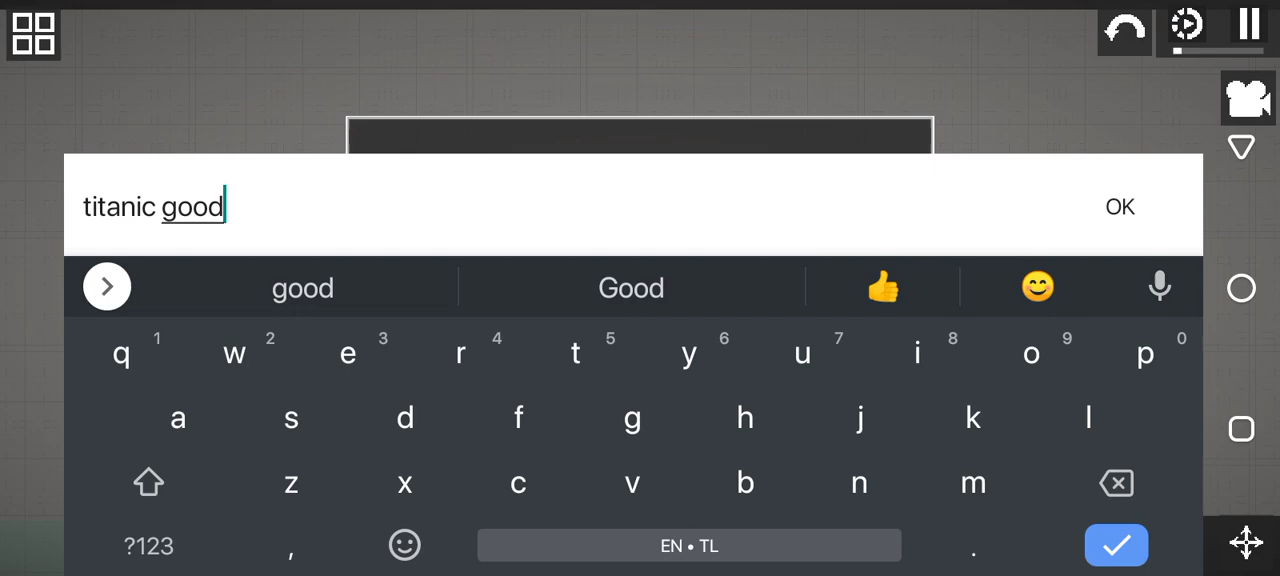 titanic good
OK
good Good 👍 😊
q 1 w 2 e 3 r 4 t 5 y 6 u 7 i 8 o 9 p 0
a s d f g h j k l
z x c v b n m
?123 , EN • TL .